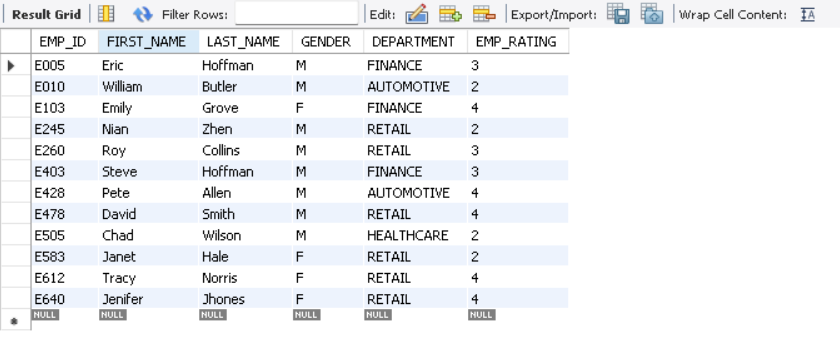 Result Grid Filter Rows: Edit: Export/Import: Wrap Cell Content: IA
EMP_ID FIRST_NAME LAST_NAME GENDER DEPARTMENT EMP_RATING
E005 Eric Hoffman M FINANCE 3
E010 William Butler M AUTOMOTIVE 2
E103 Emily Grove F FINANCE 4
E245 Nian Zhen M RETAIL 2
E260 Roy Collins M RETAIL 3
E403 Steve Hoffman M FINANCE 3
E428 Pete Allen M AUTOMOTIVE 4
E478 David Smith M RETAIL 4
E505 Chad Wilson M HEALTHCARE 2
E583 Janet Hale F RETAIL 2
E612 Tracy Norris F RETAIL 4
E640 Jenifer Jhones F RETAIL 4
NULL NULL NULL NULL NULL NULL